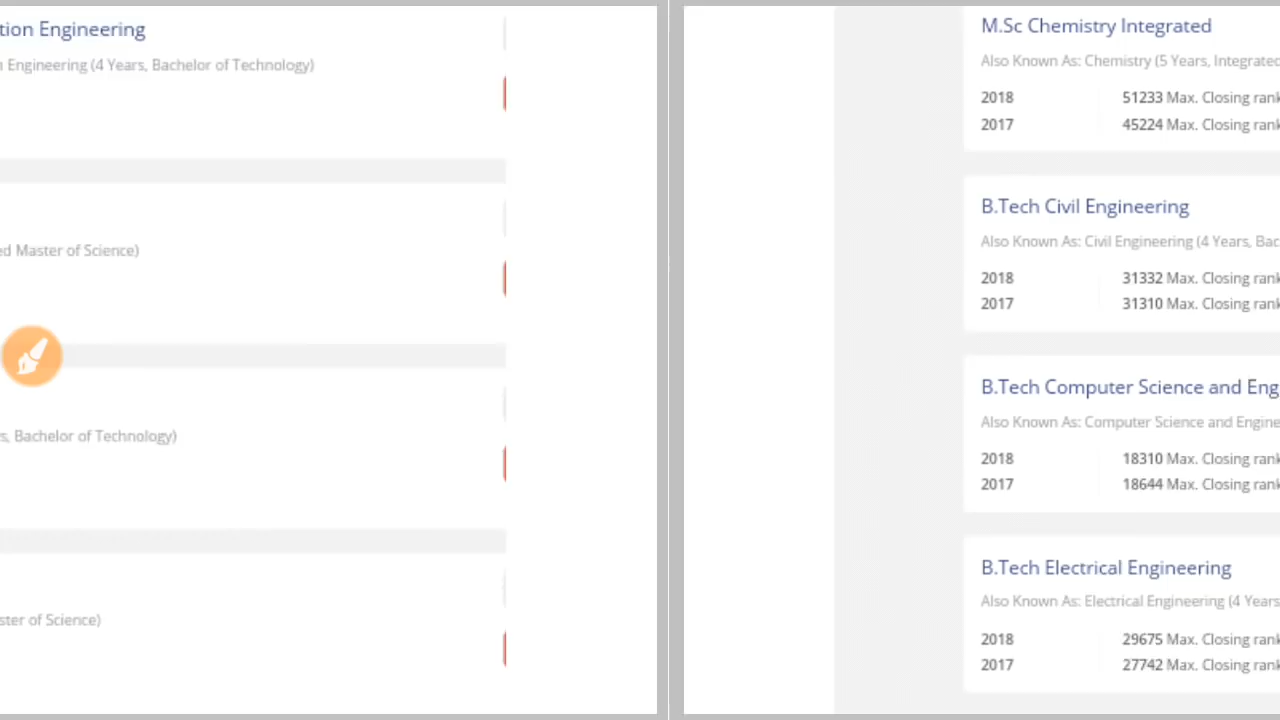 tion Engineering
Engineering (4 Years, Bachelor of Technology)
ed Master of Science)
s, Bachelor of Technology)
ster of Science)
M.Sc Chemistry Integrated
Also Known As: Chemistry (5 Years, Integrated
2018 51233 Max. Closing rank
2017 45224 Max. Closing rank
B.Tech Civil Engineering
Also Known As: Civil Engineering (4 Years, Bac
2018 31332 Max. Closing rank
2017 31310 Max. Closing rank
B.Tech Computer Science and Eng
Also Known As: Computer Science and Engine
2018 18310 Max. Closing rank
2017 18644 Max. Closing rank
B.Tech Electrical Engineering
Also Known As: Electrical Engineering (4 Years
2018 29675 Max. Closing rank
2017 27742 Max. Closing rank